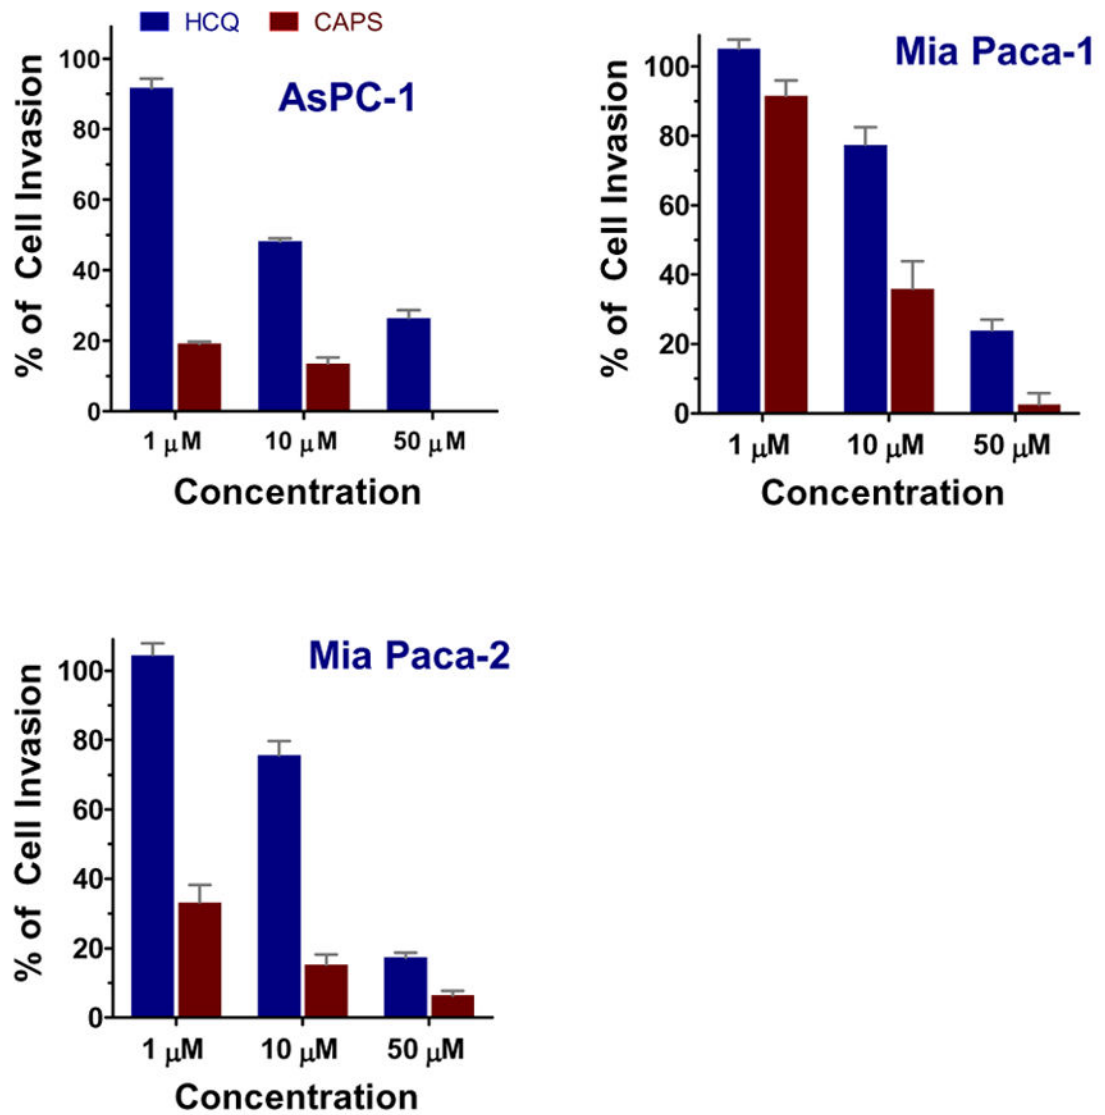 HCQ CAPS
AsPC-1
% of Cell Invasion
100
80
60
40
20
0
1 μM 10 μM 50 μM
Concentration
Mia Paca-1
% of Cell Invasion
100
80
60
40
20
0
1 μM 10 μM 50 μM
Concentration
Mia Paca-2
% of Cell Invasion
100
80
60
40
20
0
1 μM 10 μM 50 μM
Concentration